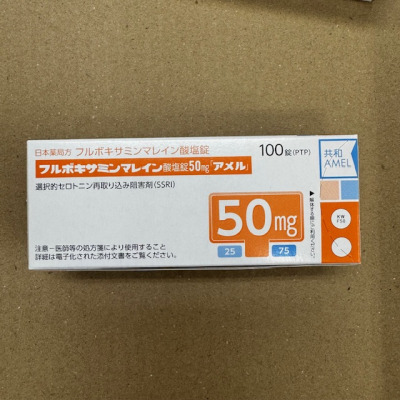 日本薬局方 フルボキサミンマレイン酸塩錠
100錠(PTP)
フルボキサミンマレイン酸塩錠50mg「アメル」
選択的セロトニン再取り込み阻害剤(SSRI)
共和
AMEL
50mg
25
75
注意-医師等の処方箋により使用すること
詳細は電子化された添付文書をご覧ください。
KW